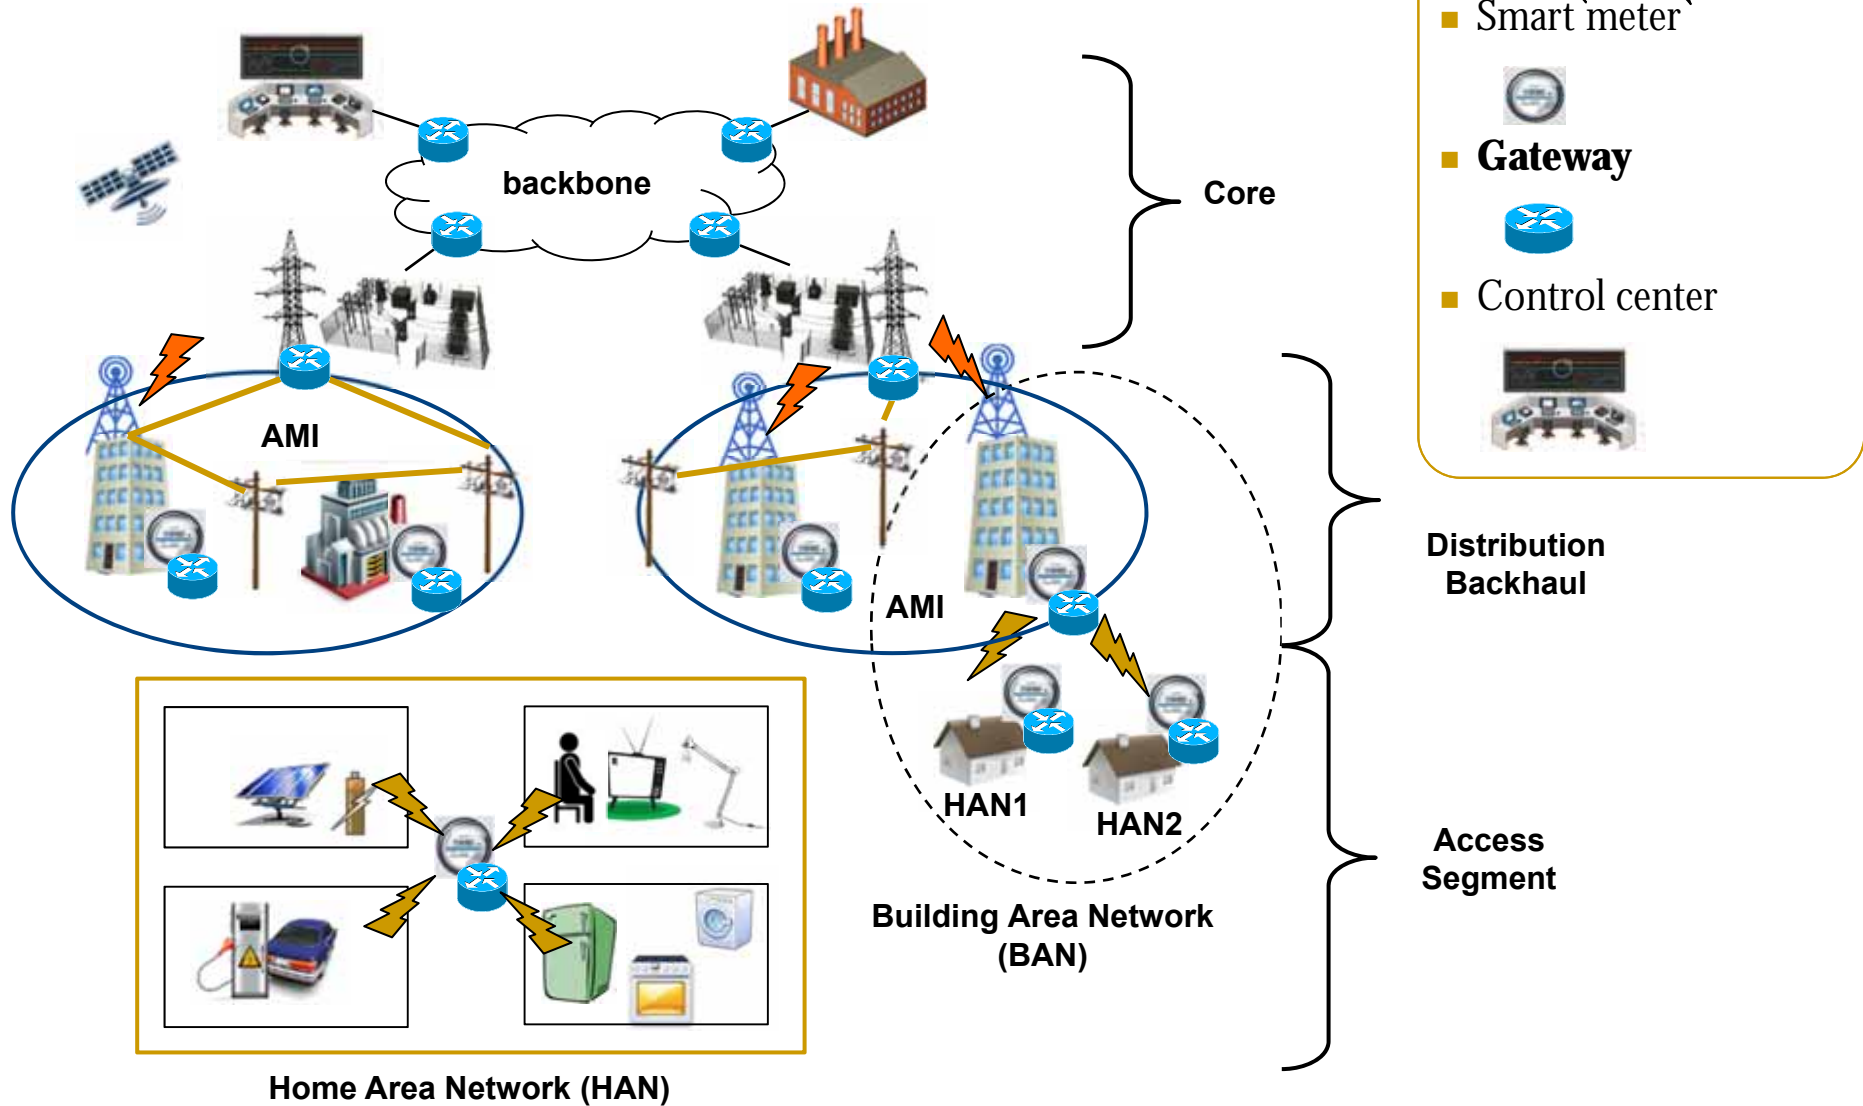 Smart meter
Gateway
backbone
Core
Control center
AMI
Distribution
Backhaul
AMI
HAN1
HAN2
Access
Segment
Building Area Network
(BAN)
Home Area Network (HAN)